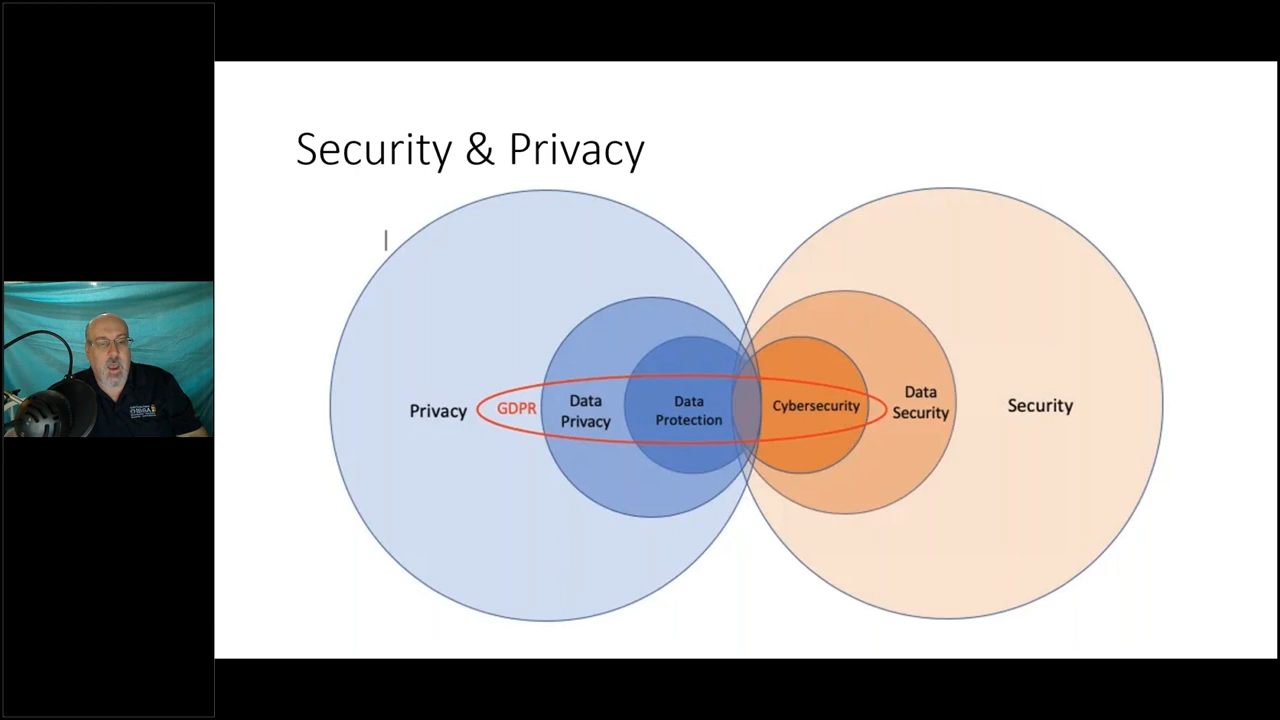 Security & Privacy
Privacy
GDPR
Data
Privacy
Data
Protection
Cybersecurity
Data
Security
Security